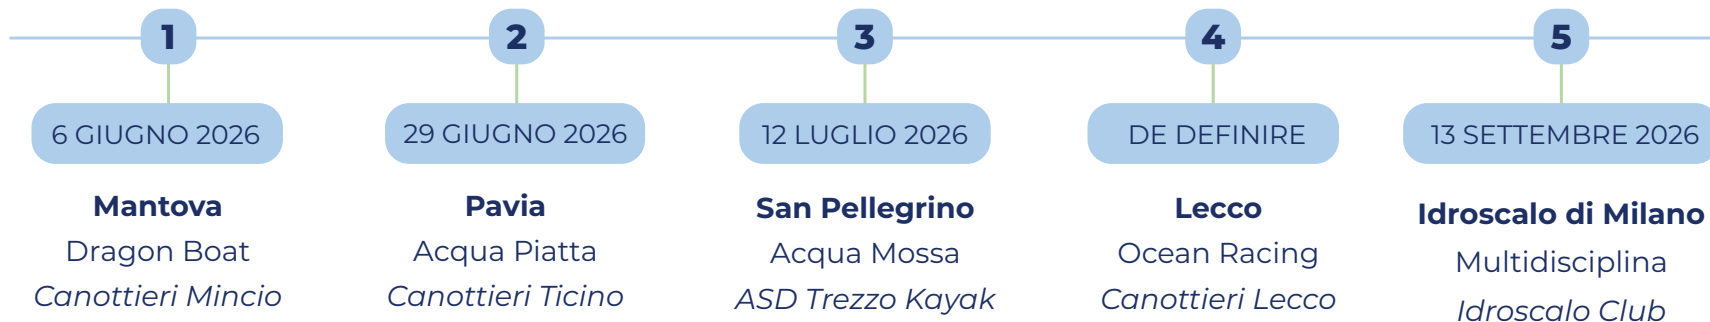 1
6 GIUGNO 2026
Mantova
Dragon Boat
Canottieri Mincio
2
29 GIUGNO 2026
Pavia
Acqua Piatta
Canottieri Ticino
3
12 LUGLIO 2026
San Pellegrino
Acqua Mossa
ASD Trezzo Kayak
4
DE DEFINIRE
Lecco
Ocean Racing
Canottieri Lecco
5
13 SETTEMBRE 2026
Idroscalo di Milano
Multidisciplina
Idroscalo Club